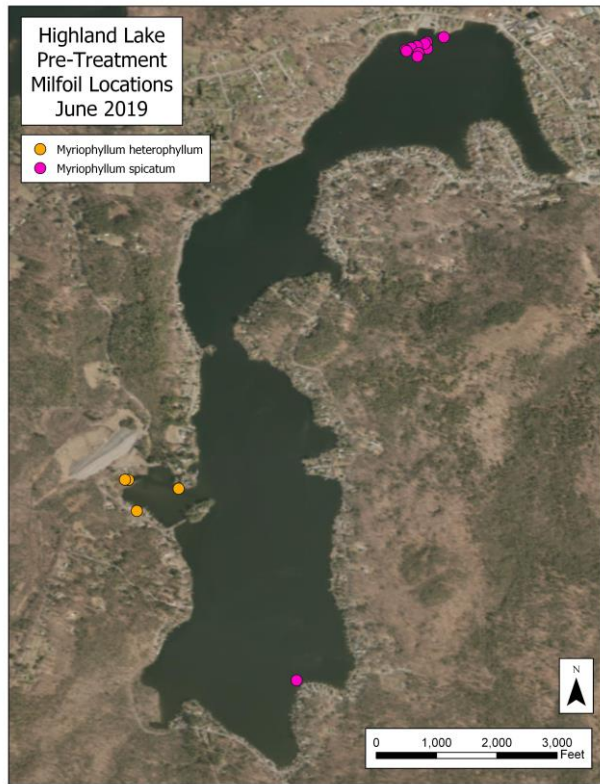 Highland Lake
Pre-Treatment
Milfoil Locations
June 2019
Myriophyllum heterophyllum
Myriophyllum spicatum
N
0 1,000 2,000 3,000
Feet